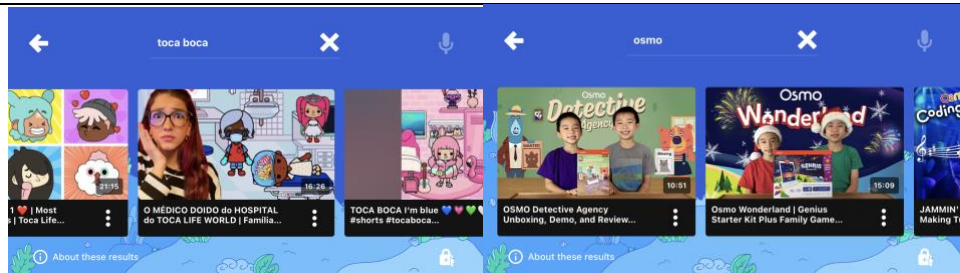 toca boca
21:15
1 ❤️ | Most
s | Toca Life...
16:26
O MÉDICO DOIDO do HOSPITAL
do TOCA LIFE WORLD | Familia...
TOCA BOCA I'm blue 💙💗💚🤍
#shorts #tocaboca...
About these results
osmo
Osmo
Detective
Agency
10:51
OSMO Detective Agency
Unboxing, Demo, and Review...
Osmo
Wonderland
GENIUS
15:09
Osmo Wonderland | Genius
Starter Kit Plus Family Game...
Coding
JAMMIN'
Making Tu
About these results